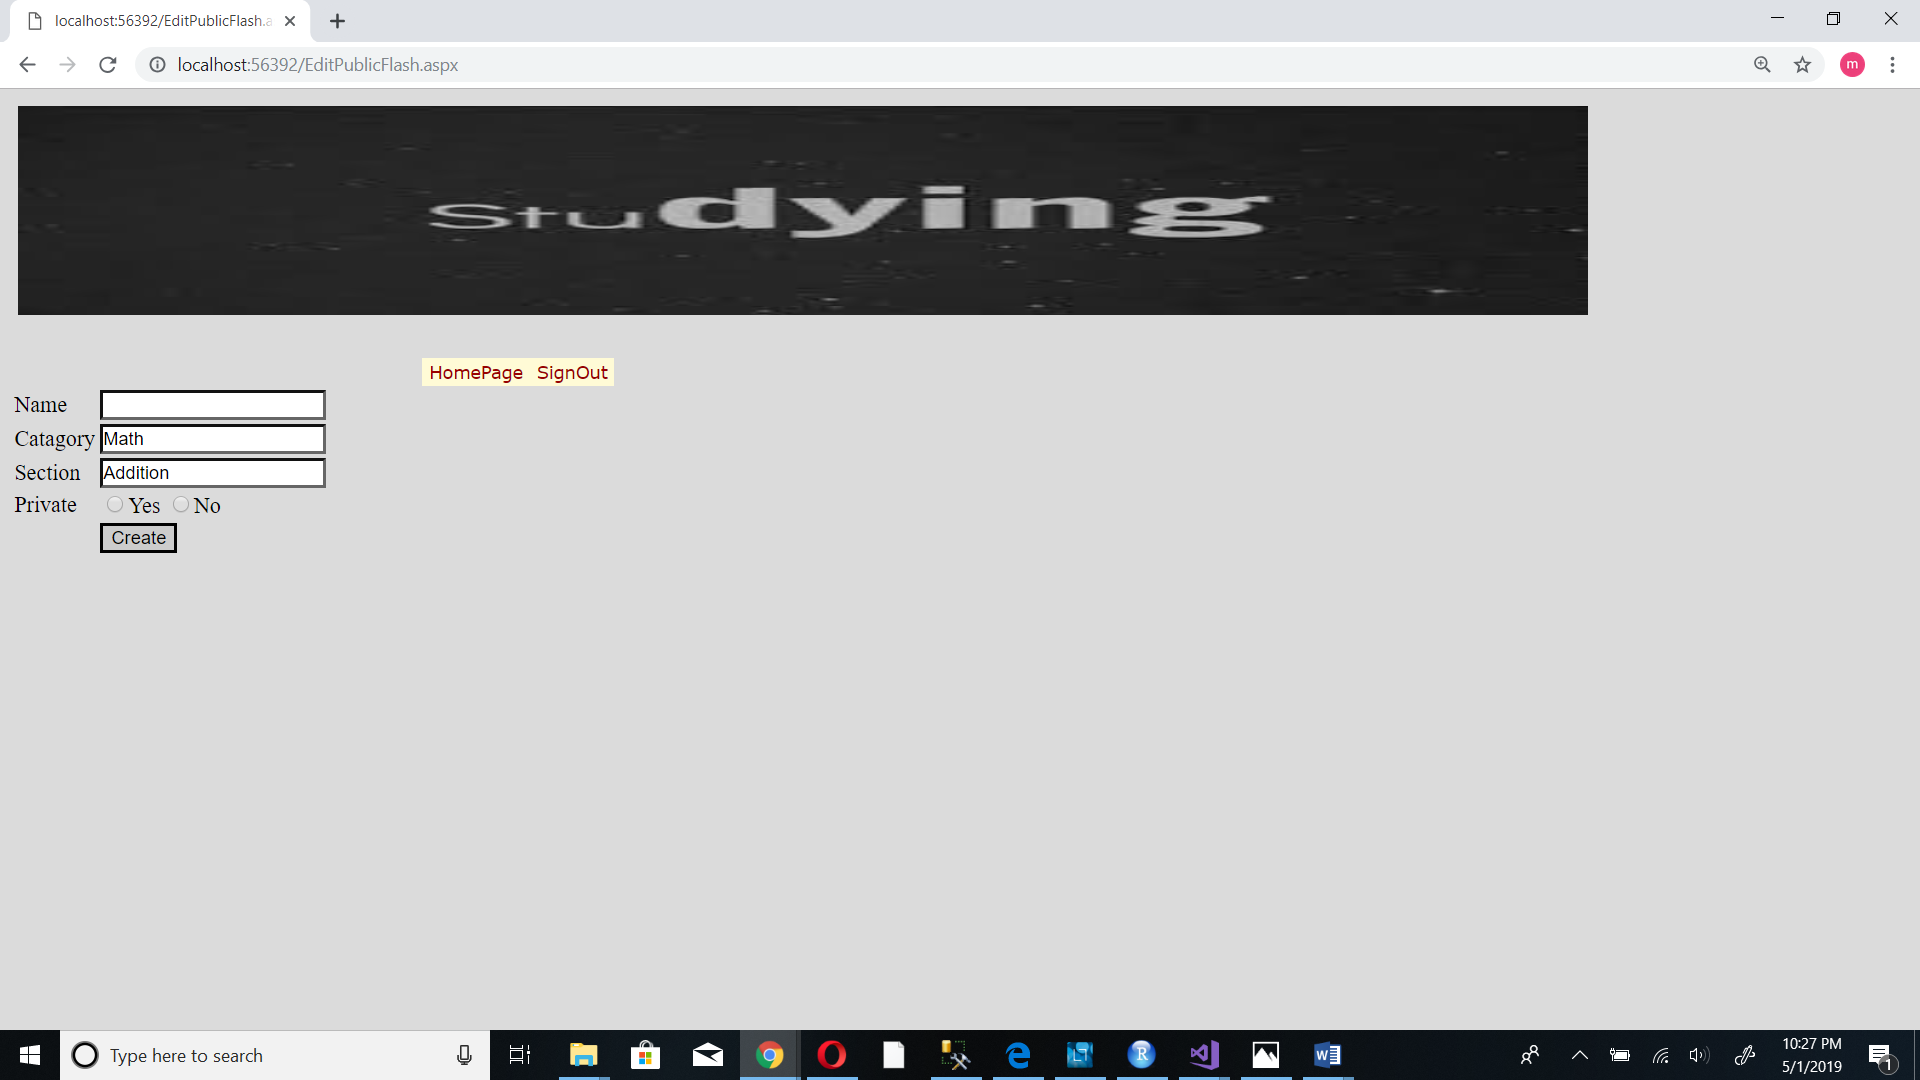 localhost:56392/EditPublicFlash.a
localhost:56392/EditPublicFlash.aspx
m
Studying
HomePage SignOut
Name
Catagory Math
Section Addition
Private Yes No
Create
Type here to search
10:27 PM
5/1/2019
1